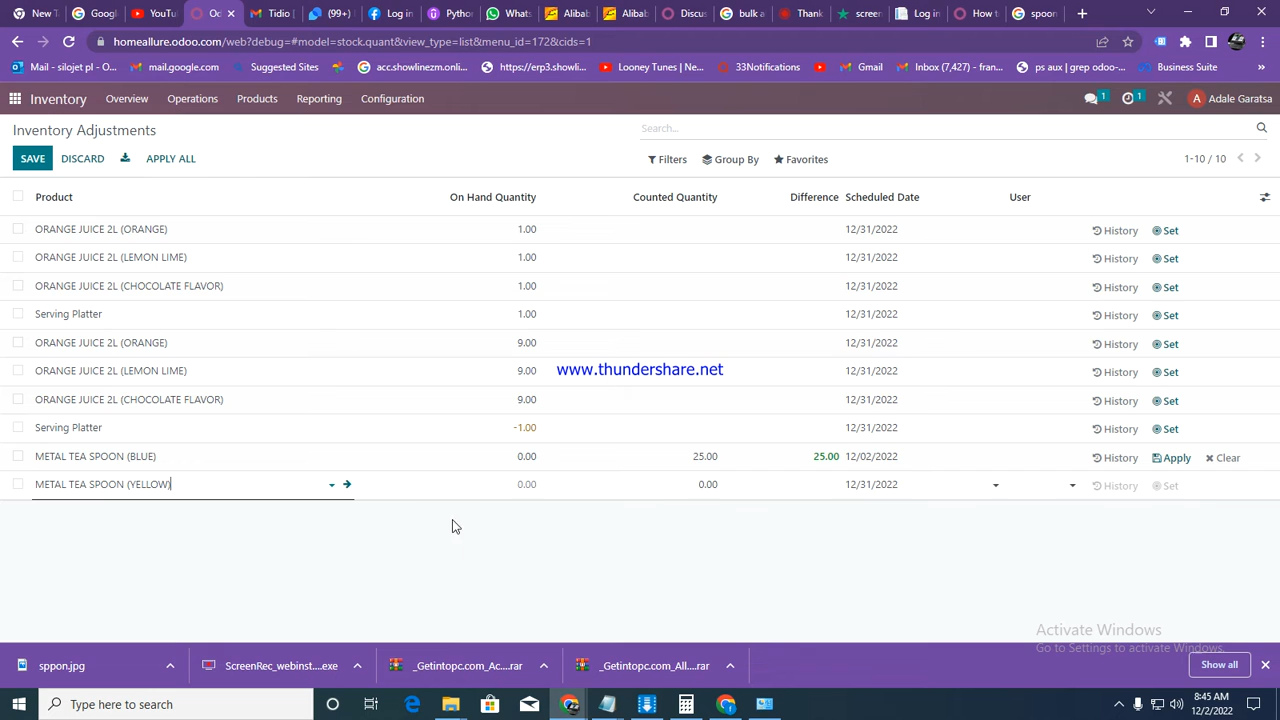 New T
Googl
YouTu
Oc
Tidio
(99+)
Log in
Pytho
Whats
Alibab
Alibab
Discus
bulk a
Thank
screen
Log in
How t
spoon
homeallure.odoo.com/web?debug=#model=stock.quant&view_type=list&menu_id=172&cids=1
Mail - silojet pl - O...
mail.google.com
Suggested Sites
acc.showlinezm.onli...
https://erp3.showli...
Looney Tunes | Ne...
33Notifications
Gmail
Inbox (7,427) - fran...
ps aux | grep odoo-...
Business Suite
»
Inventory Overview Operations Products Reporting Configuration
1 1 A Adale Garatsa
Inventory Adjustments
Search...
SAVE DISCARD APPLY ALL
Filters Group By Favorites
1-10 / 10
Product On Hand Quantity Counted Quantity Difference Scheduled Date User
ORANGE JUICE 2L (ORANGE) 1.00 12/31/2022 History Set
ORANGE JUICE 2L (LEMON LIME) 1.00 12/31/2022 History Set
ORANGE JUICE 2L (CHOCOLATE FLAVOR) 1.00 12/31/2022 History Set
Serving Platter 1.00 12/31/2022 History Set
ORANGE JUICE 2L (ORANGE) 9.00 12/31/2022 History Set
ORANGE JUICE 2L (LEMON LIME) 9.00 12/31/2022 History Set
www.thundershare.net
ORANGE JUICE 2L (CHOCOLATE FLAVOR) 9.00 12/31/2022 History Set
Serving Platter -1.00 12/31/2022 History Set
METAL TEA SPOON (BLUE) 0.00 25.00 25.00 12/02/2022 History Apply Clear
METAL TEA SPOON (YELLOW) 0.00 0.00 12/31/2022 History Set
Activate Windows
Go to Settings to activate Windows.
sppon.jpg
ScreenRec_webinst....exe
_Getintopc.com_Ac....rar
_Getintopc.com_All....rar
Show all
Type here to search
8:45 AM
12/2/2022